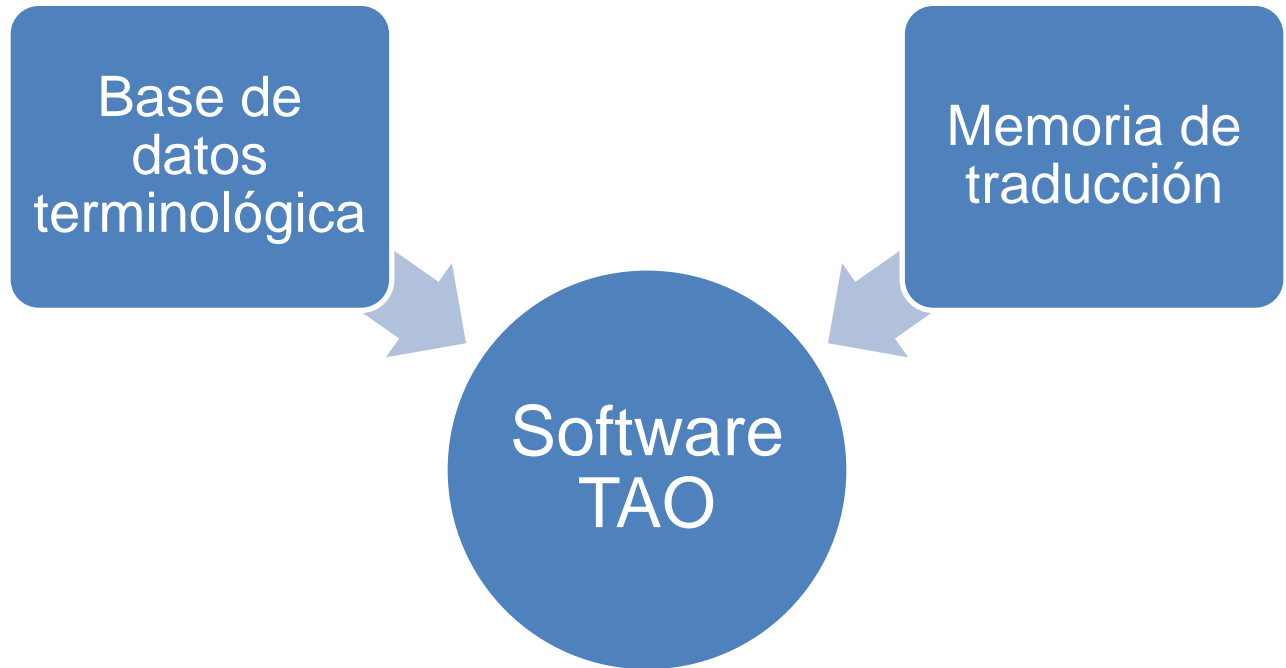 Base de
datos
terminológica
Memoria de
traducción
Software
TAO